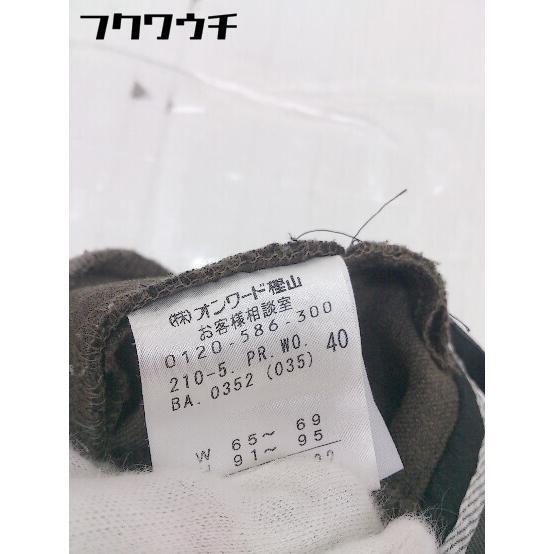 フクワウチ
(株)オンワード樫山
お客様相談室
0120-586-300
210-5. PR.WO. 40
BA.0352 (035)
W 65～ 69
91～ 95